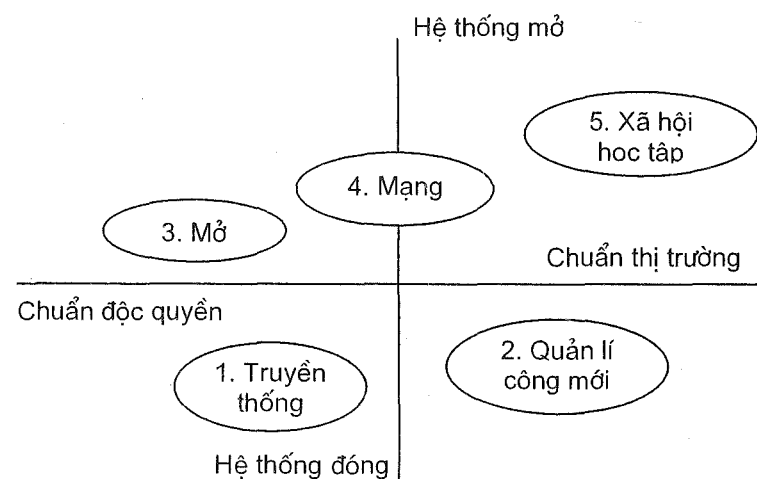 Hệ thống mở
5. Xã hội
học tập
4. Mạng
3. Mở
Chuẩn thị trường
Chuẩn độc quyền
2. Quản lí
công mới
1. Truyền
thống
Hệ thống đóng